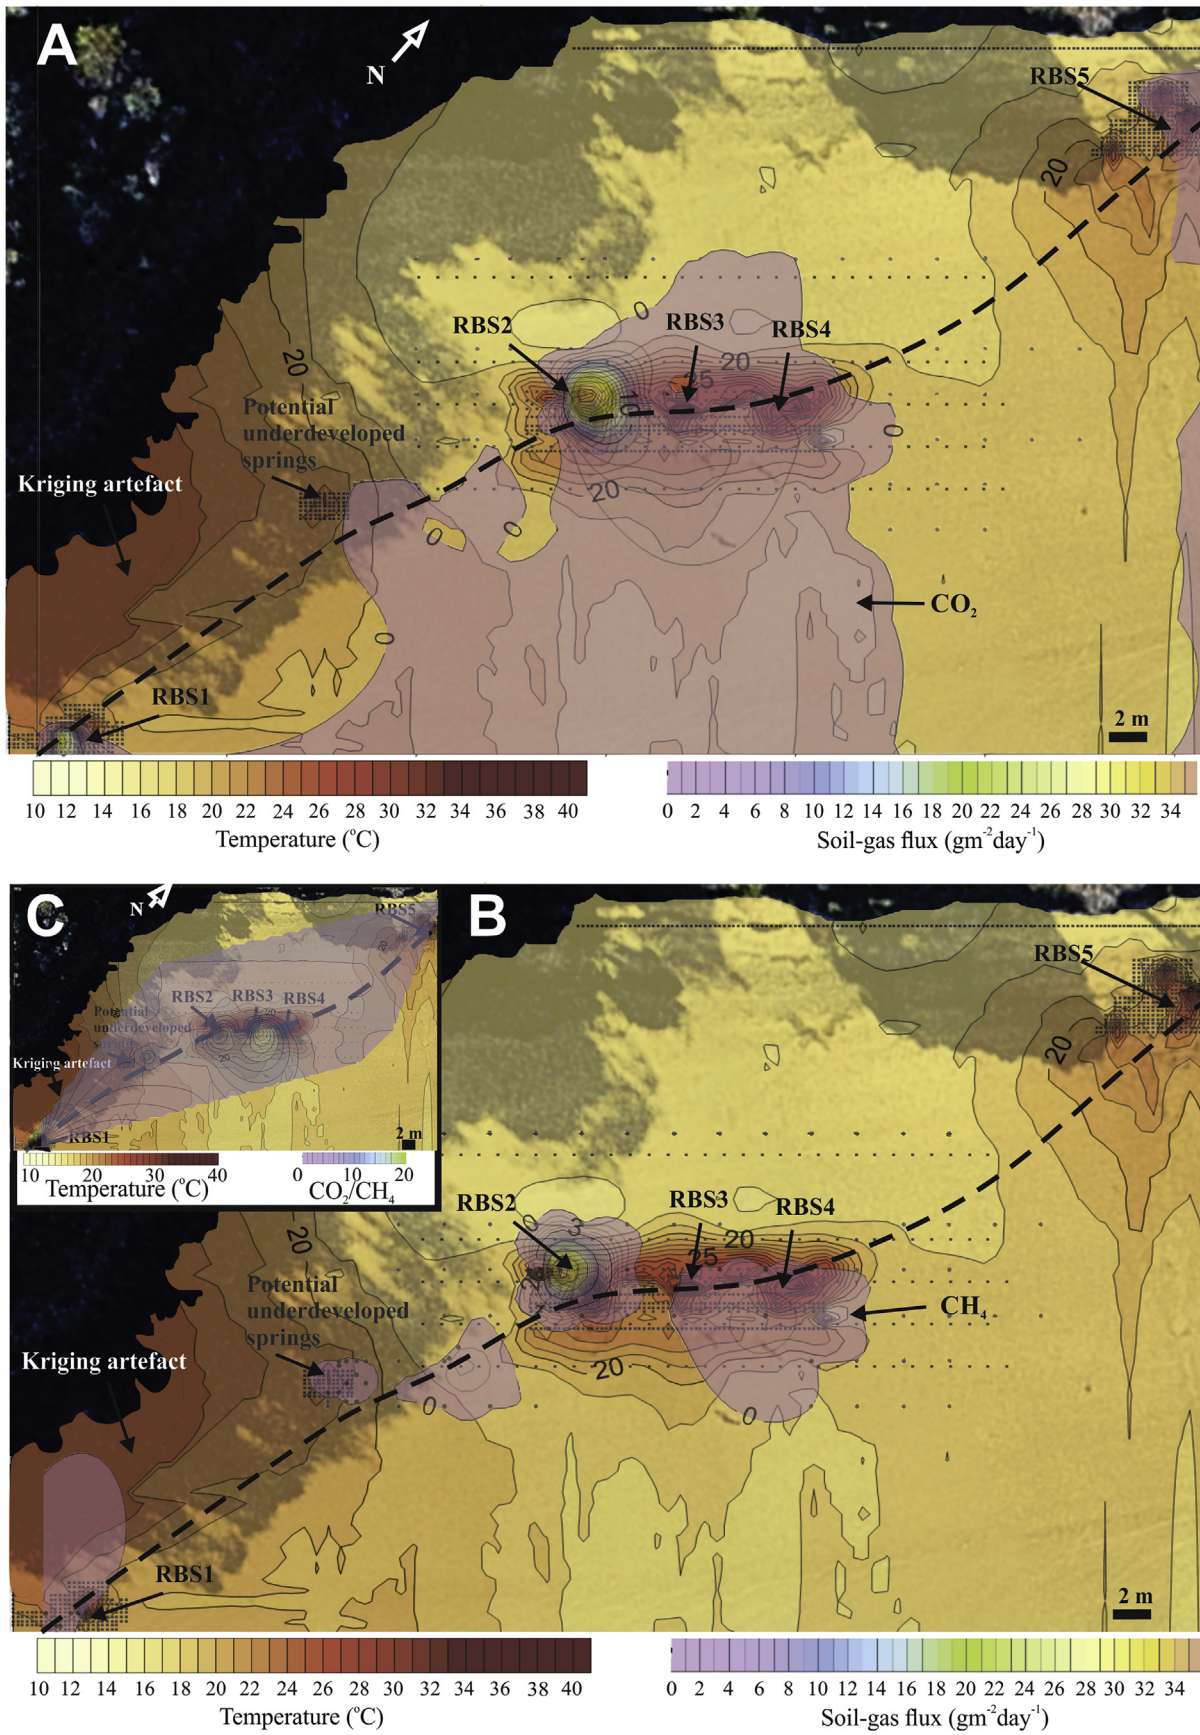 A
N
RBS5
20
0
RBS2
RBS3
RBS4
20
20
25
10
Potential
underdeveloped
springs
0
Kriging artefact
20
0
0
CO₂
0
RBS1
2 m
10 12 14 16 18 20 22 24 26 28 30 32 34 36 38 40
Temperature (°C)
0 2 4 6 8 10 12 14 16 18 20 22 24 26 28 30 32 34
Soil-gas flux (gm⁻²day⁻¹)
C
N
RBS5
20
RBS2
RBS3
RBS4
20
Potential
underdeveloped
20
Kriging artefact
RBS1
2 m
10 20 30 40
Temperature (°C)
0 10 20
CO₂/CH₄
B
RBS5
20
RBS2
RBS3
RBS4
0
3
20
20
25
Potential
underdeveloped
springs
CH₄
Kriging artefact
20
0
0
RBS1
2 m
10 12 14 16 18 20 22 24 26 28 30 32 34 36 38 40
Temperature (°C)
0 2 4 6 8 10 12 14 16 18 20 22 24 26 28 30 32 34
Soil-gas flux (gm⁻²day⁻¹)